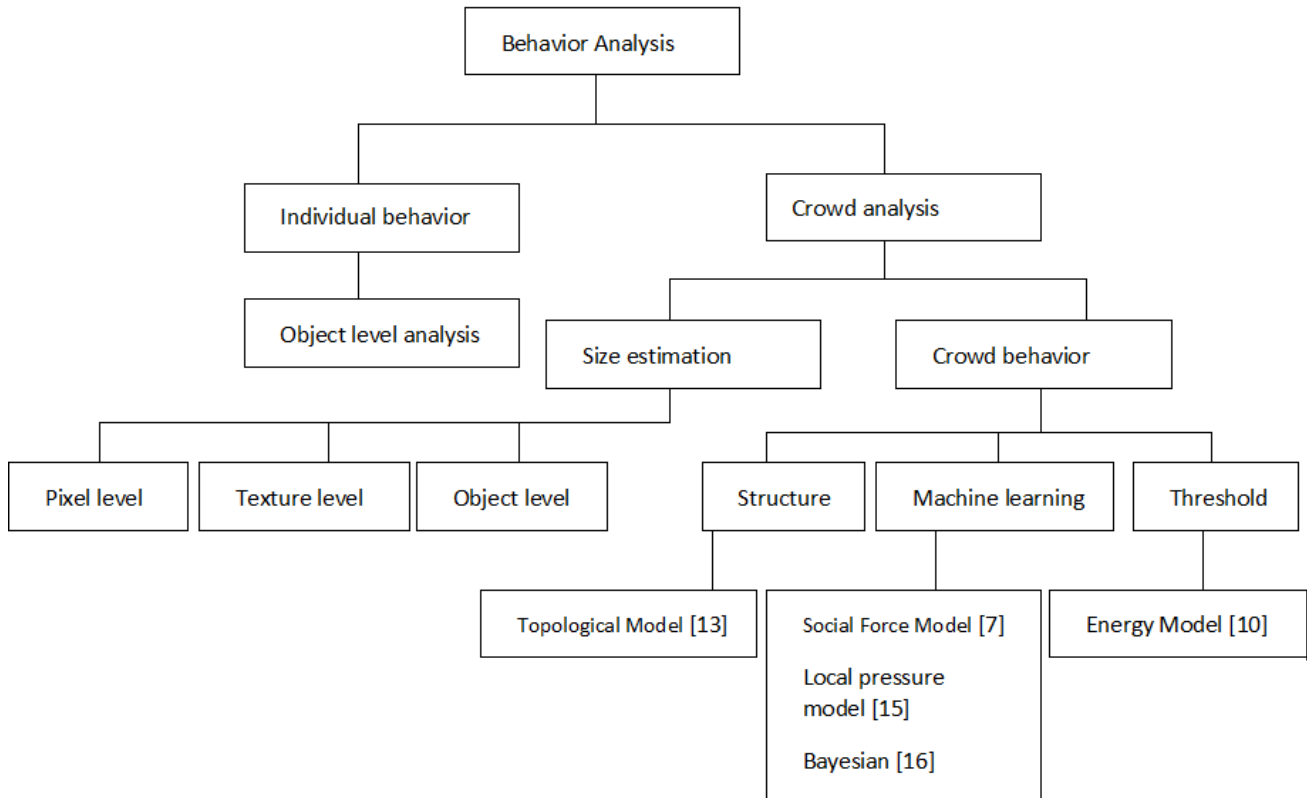 Behavior Analysis
Individual behavior
Crowd analysis
Object level analysis
Size estimation
Crowd behavior
Pixel level
Texture level
Object level
Structure
Machine learning
Threshold
Topological Model [13]
Social Force Model [7]
Energy Model [10]
Local pressure
model [15]
Bayesian [16]